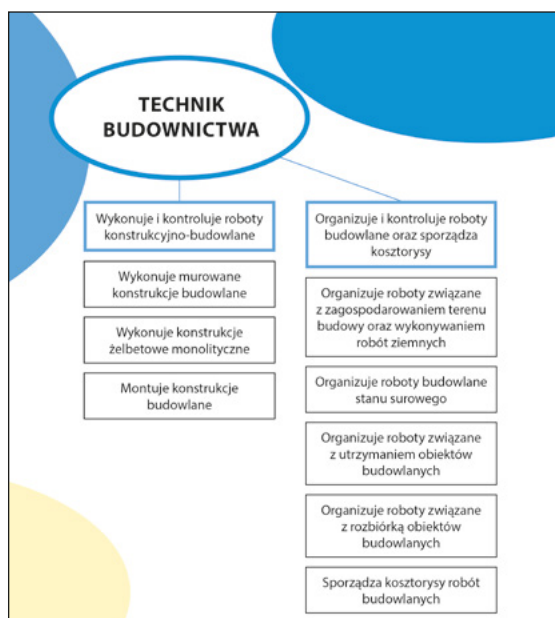 TECHNIK
BUDOWNICTWA
Wykonuje i kontroluje roboty
konstrukcyjno-budowlane
Wykonuje murowane
konstrukcje budowlane
Wykonuje konstrukcje
żelbetowe monolityczne
Montuje konstrukcje
budowlane
Organizuje i kontroluje roboty
budowlane oraz sporządza
kosztorysy
Organizuje roboty związane
z zagospodarowaniem terenu
budowy oraz wykonywaniem
robót ziemnych
Organizuje roboty budowlane
stanu surowego
Organizuje roboty związane
z utrzymaniem obiektów
budowlanych
Organizuje roboty związane
z rozbiórką obiektów
budowlanych
Sporządza kosztorysy robót
budowlanych